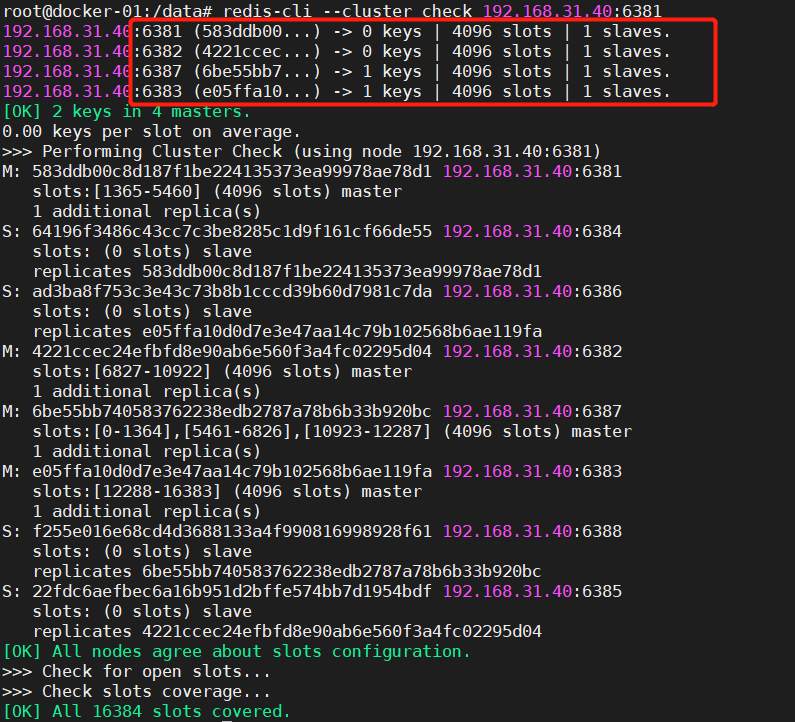 root@docker-01:/data# redis-cli --cluster check 192.168.31.40:6381
192.168.31.40:6381 (583ddb00...) -> 0 keys | 4096 slots | 1 slaves.
192.168.31.40:6382 (4221ccec...) -> 0 keys | 4096 slots | 1 slaves.
192.168.31.40:6387 (6be55bb7...) -> 1 keys | 4096 slots | 1 slaves.
192.168.31.40:6383 (e05ffa10...) -> 1 keys | 4096 slots | 1 slaves.
[OK] 2 keys in 4 masters.
0.00 keys per slot on average.
>>> Performing Cluster Check (using node 192.168.31.40:6381)
M: 583ddb00c8d187f1be224135373ea99978ae78d1 192.168.31.40:6381
   slots:[1365-5460] (4096 slots) master
   1 additional replica(s)
S: 64196f3486c43cc7c3be8285c1d9f161cf66de55 192.168.31.40:6384
   slots: (0 slots) slave
   replicates 583ddb00c8d187f1be224135373ea99978ae78d1
S: ad3ba8f753c3e43c73b8b1cccd39b60d7981c7da 192.168.31.40:6386
   slots: (0 slots) slave
   replicates e05ffa10d0d7e3e47aa14c79b102568b6ae119fa
M: 4221ccec24efbfd8e90ab6e560f3a4fc02295d04 192.168.31.40:6382
   slots:[6827-10922] (4096 slots) master
   1 additional replica(s)
M: 6be55bb740583762238edb2787a78b6b33b920bc 192.168.31.40:6387
   slots:[0-1364],[5461-6826],[10923-12287] (4096 slots) master
   1 additional replica(s)
M: e05ffa10d0d7e3e47aa14c79b102568b6ae119fa 192.168.31.40:6383
   slots:[12288-16383] (4096 slots) master
   1 additional replica(s)
S: f255e016e68cd4d3688133a4f990816998928f61 192.168.31.40:6388
   slots: (0 slots) slave
   replicates 6be55bb740583762238edb2787a78b6b33b920bc
S: 22fdc6aefbec6a16b951d2bffe574bb7d1954bdf 192.168.31.40:6385
   slots: (0 slots) slave
   replicates 4221ccec24efbfd8e90ab6e560f3a4fc02295d04
[OK] All nodes agree about slots configuration.
>>> Check for open slots...
>>> Check slots coverage...
[OK] All 16384 slots covered.